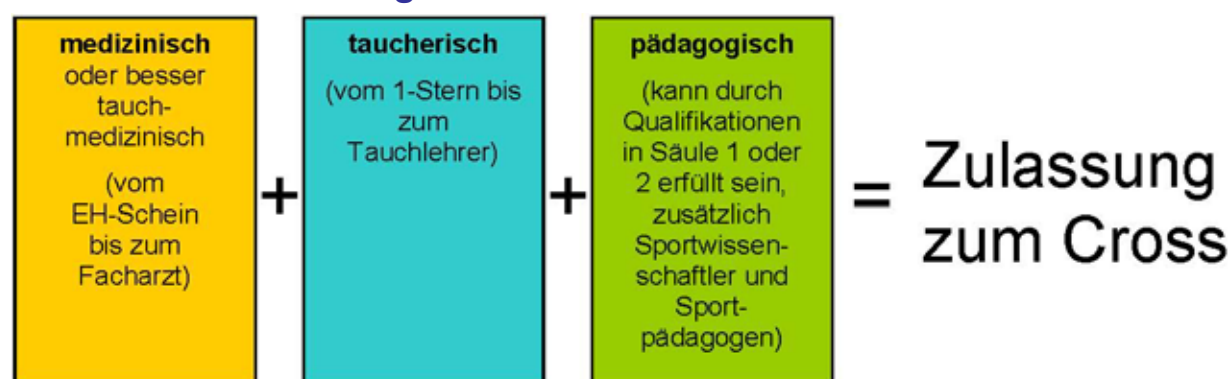 medizinisch
oder besser
tauch-
medizinisch
(vom
EH-Schein
bis zum
Facharzt)
+
taucherisch
(vom 1-Stern bis
zum
Tauchlehrer)
+
pädagogisch
(kann durch
Qualifikationen
in Säule 1 oder
2 erfüllt sein,
zusätzlich
Sportwissen-
schaftler und
Sport-
pädagogen)
=
Zulassung
zum Cross